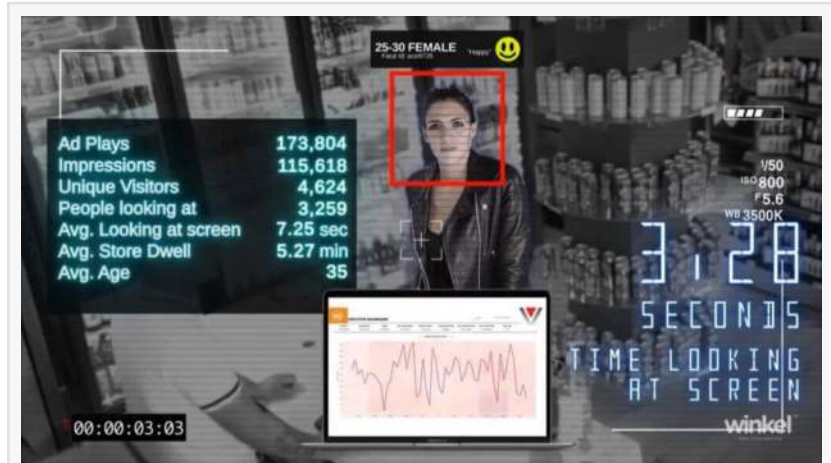 25-30 FEMALE
"Happy"
Ad Plays 173,804
Impressions 115,618
Unique Visitors 4,624
People looking at 3,259
Avg. Looking at screen 7.25 sec
Avg. Store Dwell 5.27 min
Avg. Age 35
1/50
ISO 800
F 5.6
WB 3500K
3,28
SECONDS
TIME LOOKING
AT SCREEN
00:00:03:03
winkel